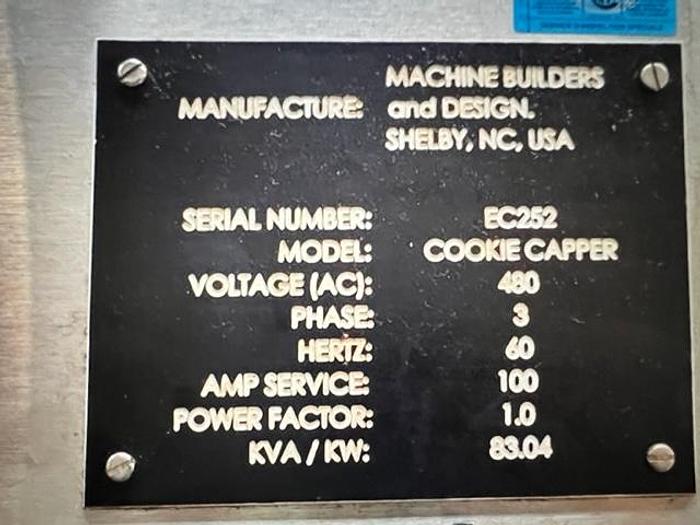 MACHINE BUILDERS
MANUFACTURE: and DESIGN.
SHELBY, NC, USA
SERIAL NUMBER: EC252
MODEL: COOKIE CAPPER
VOLTAGE (AC): 480
PHASE: 3
HERTZ: 60
AMP SERVICE: 100
POWER FACTOR: 1.0
KVA / KW: 83.04